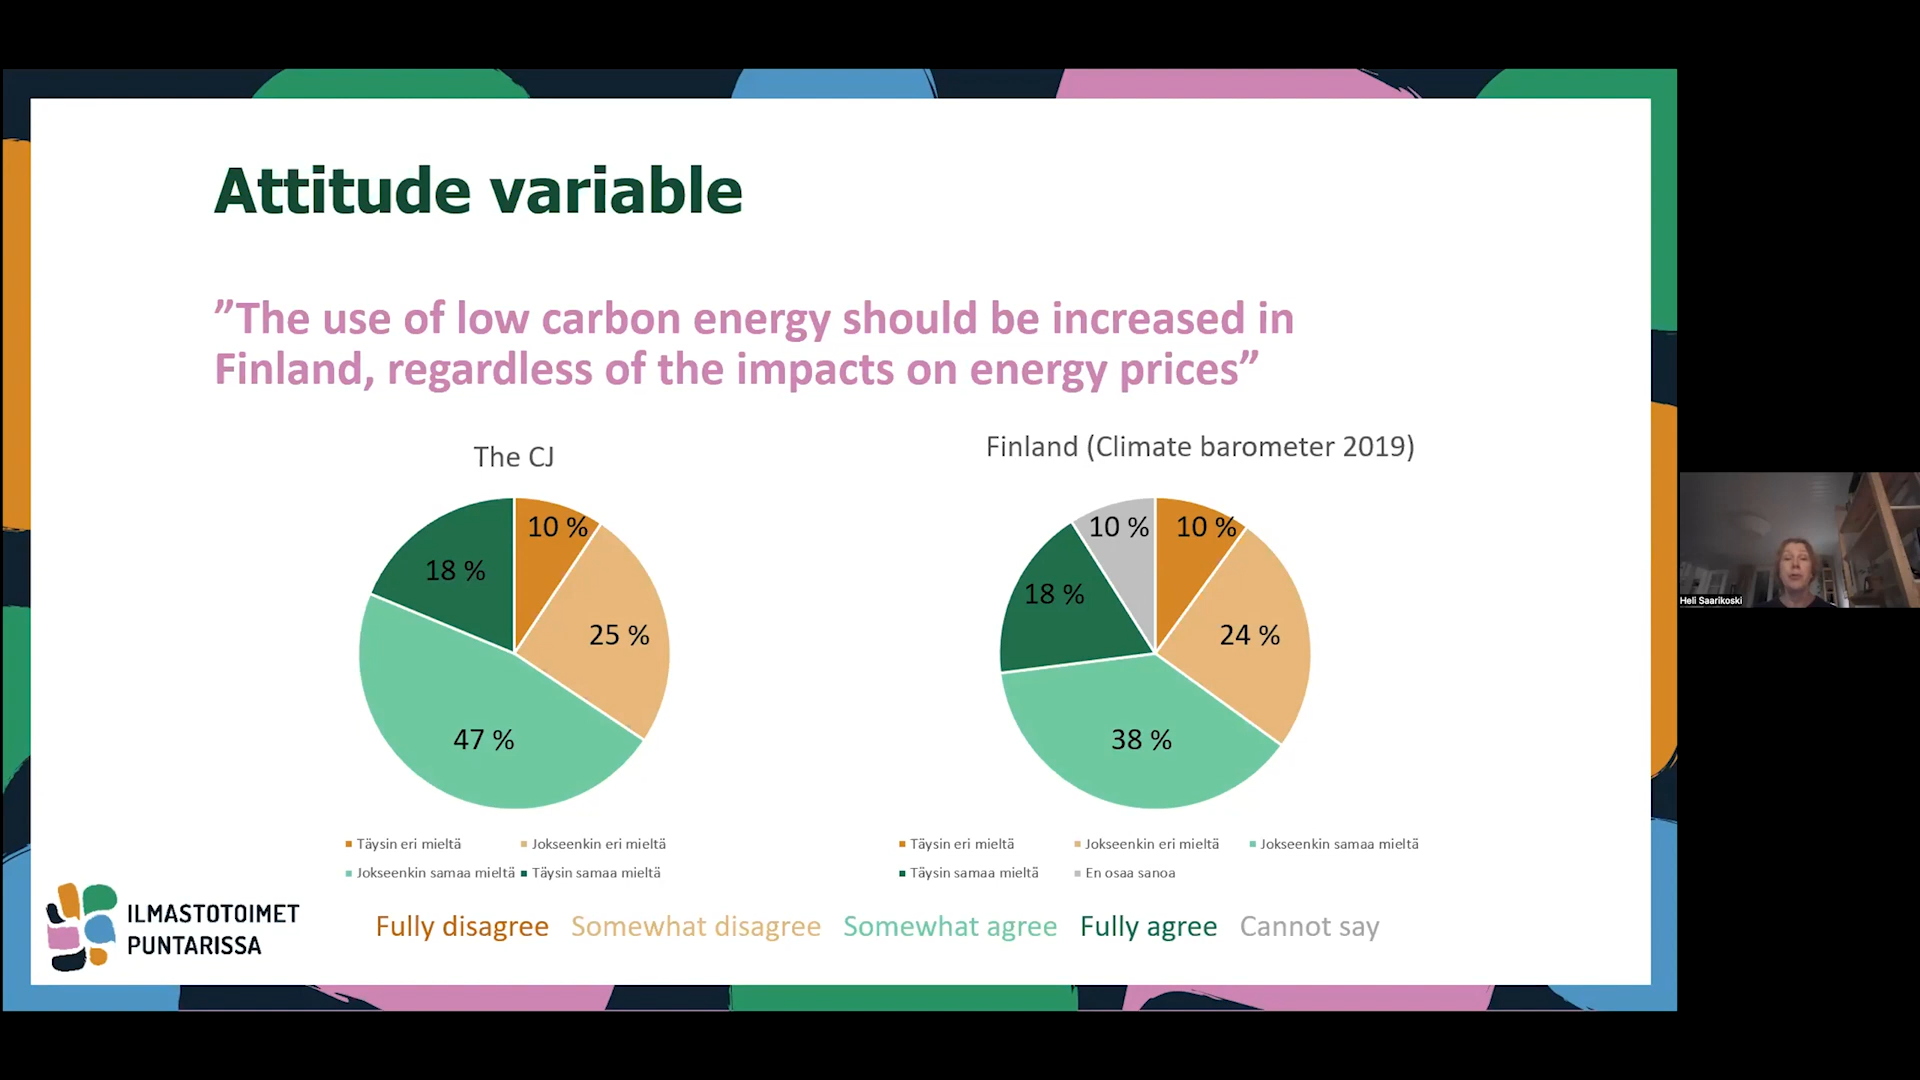 Attitude variable
”The use of low carbon energy should be increased in
Finland, regardless of the impacts on energy prices”
The CJ
10 %
18 %
25 %
47 %
Täysin eri mieltä
Jokseenkin eri mieltä
Jokseenkin samaa mieltä
Täysin samaa mieltä
Finland (Climate barometer 2019)
10 %
10 %
18 %
24 %
38 %
Täysin eri mieltä
Jokseenkin eri mieltä
Jokseenkin samaa mieltä
Täysin samaa mieltä
En osaa sanoa
ILMASTOTOIMET
PUNTARISSA
Fully disagree Somewhat disagree Somewhat agree Fully agree Cannot say
Heli Saarikoski